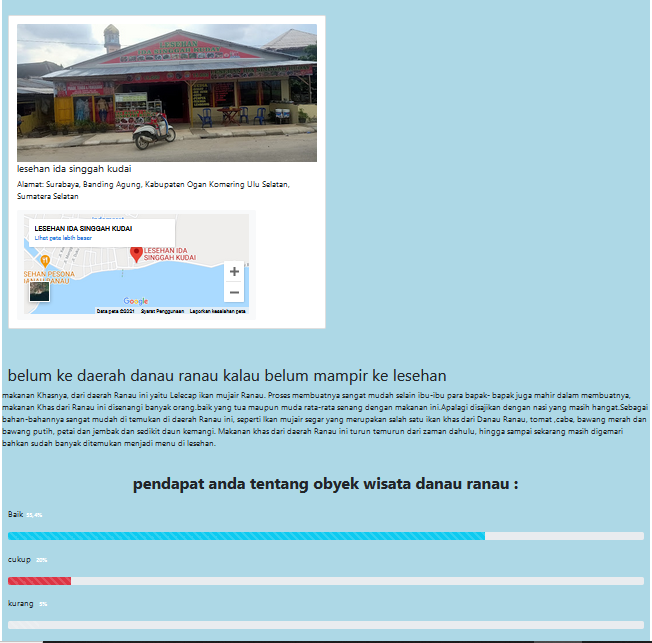 lesehan ida singgah kudai
Alamat: Surabaya, Banding Agung, Kabupaten Ogan Komering Ulu Selatan,
Sumatera Selatan
LESEHAN IDA SINGGAH KUDAI
Lihat peta lebih besar
LESEHAN IDA
SINGGAH KUDAI
SEHAN PESONA
RANAU
Google
Data peta ©2021 Syarat Penggunaan Laporkan kesalahan peta
belum ke daerah danau ranau kalau belum mampir ke lesehan
makanan Khasnya, dari daerah Ranau ini yaitu Lelecap ikan mujair Ranau. Proses membuatnya sangat mudah selain ibu-ibu para bapak- bapak juga mahir dalam membuatnya,
makanan Khas dari Ranau ini disenangi banyak orang.baik yang tua maupun muda rata-rata senang dengan makanan ini.Apalagi disajikan dengan nasi yang masih hangat.Sebagai
bahan-bahannya sangat mudah di temukan di daerah Ranau ini, seperti Ikan mujair segar yang merupakan salah satu ikan khas dari Danau Ranau, tomat ,cabe, bawang merah dan
bawang putih, petai dan jembak dan sedikit daun kemangi. Makanan khas dari daerah Ranau ini turun temurun dari zaman dahulu, hingga sampai sekarang masih digemari
bahkan sudah banyak ditemukan menjadi menu di lesehan.
pendapat anda tentang obyek wisata danau ranau :
Baik
cukup
kurang